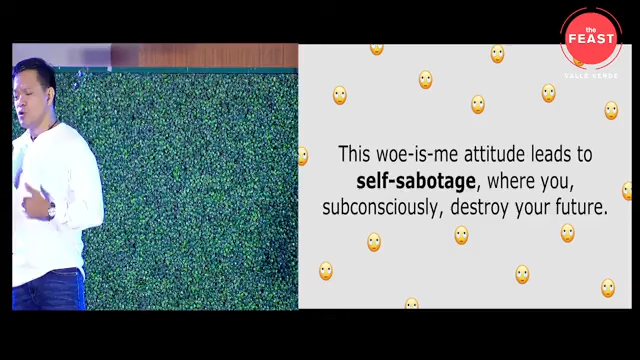 the
FEAST
VALLE VERDE
This woe-is-me attitude leads to
self-sabotage, where you,
subconsciously, destroy your future.